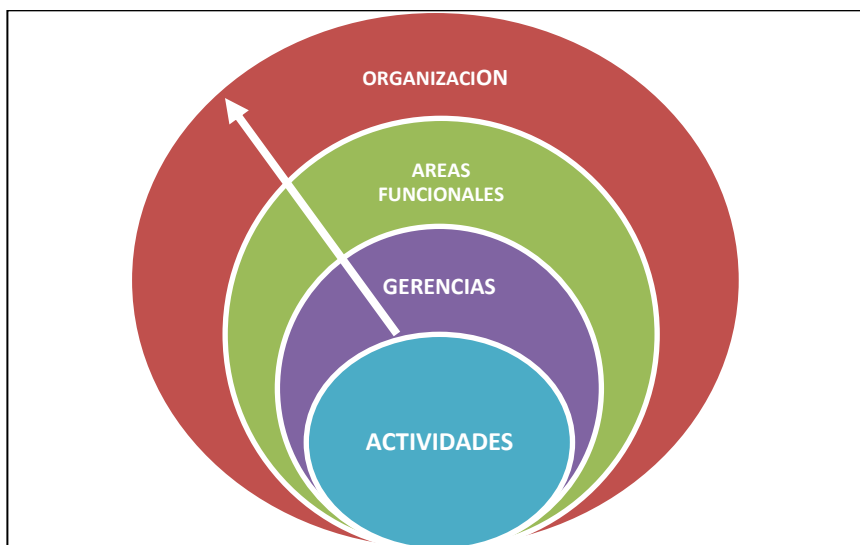 ORGANIZACION
AREAS
FUNCIONALES
GERENCIAS
ACTIVIDADES